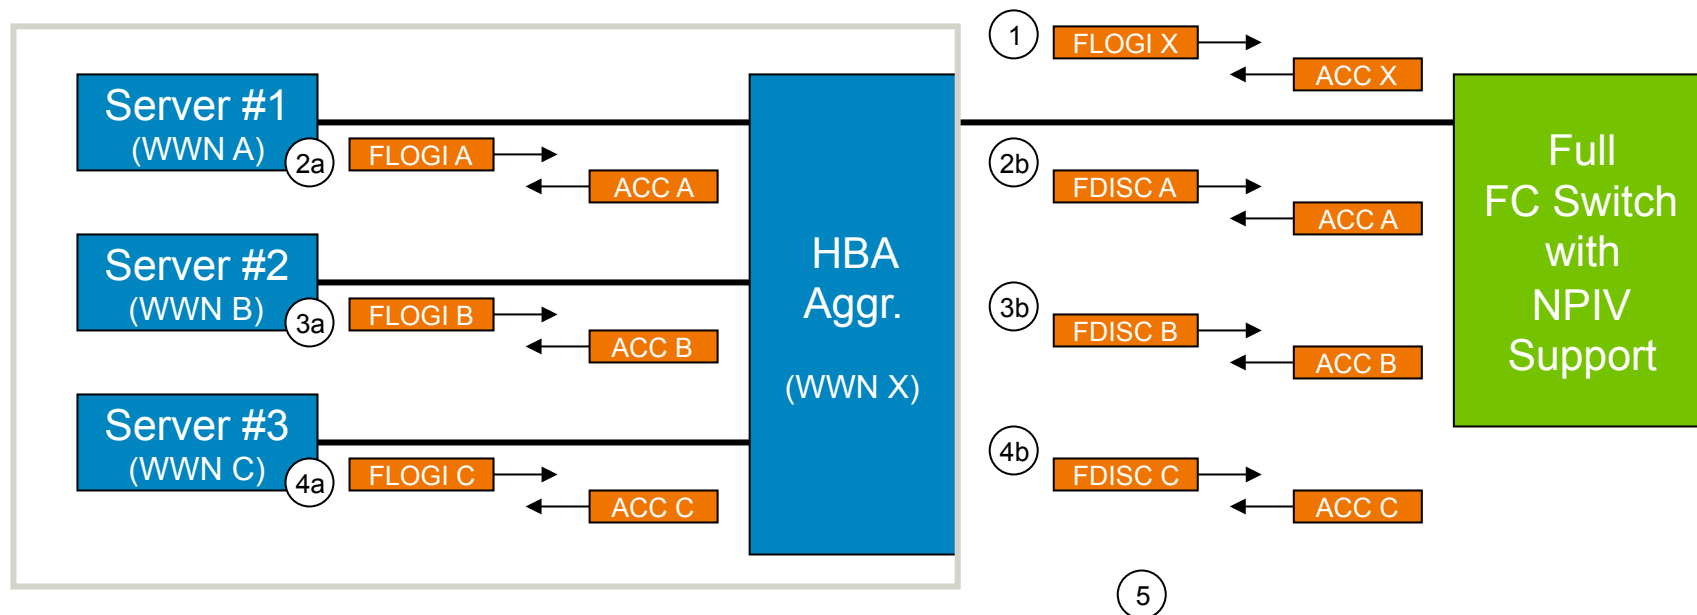 1
FLOGI X
ACC X
Server #1
(WWN A)
2a
FLOGI A
ACC A
2b
FDISC A
ACC A
Server #2
(WWN B)
3a
FLOGI B
ACC B
3b
FDISC B
ACC B
Server #3
(WWN C)
4a
FLOGI C
ACC C
4b
FDISC C
ACC C
HBA
Aggr.
(WWN X)
Full
FC Switch
with
NPIV
Support
5